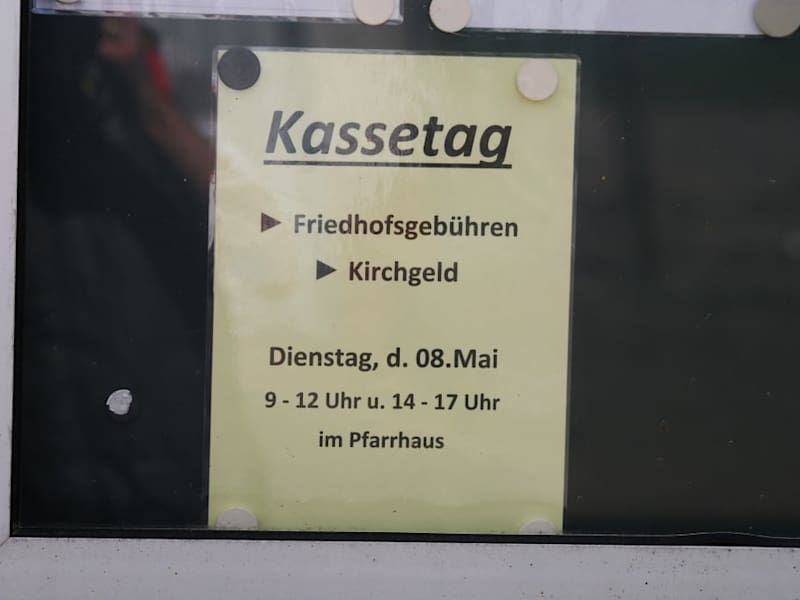 Kassetag
► Friedhofsgebühren
► Kirchgeld
Dienstag, d. 08.Mai
9 - 12 Uhr u. 14 - 17 Uhr
im Pfarrhaus